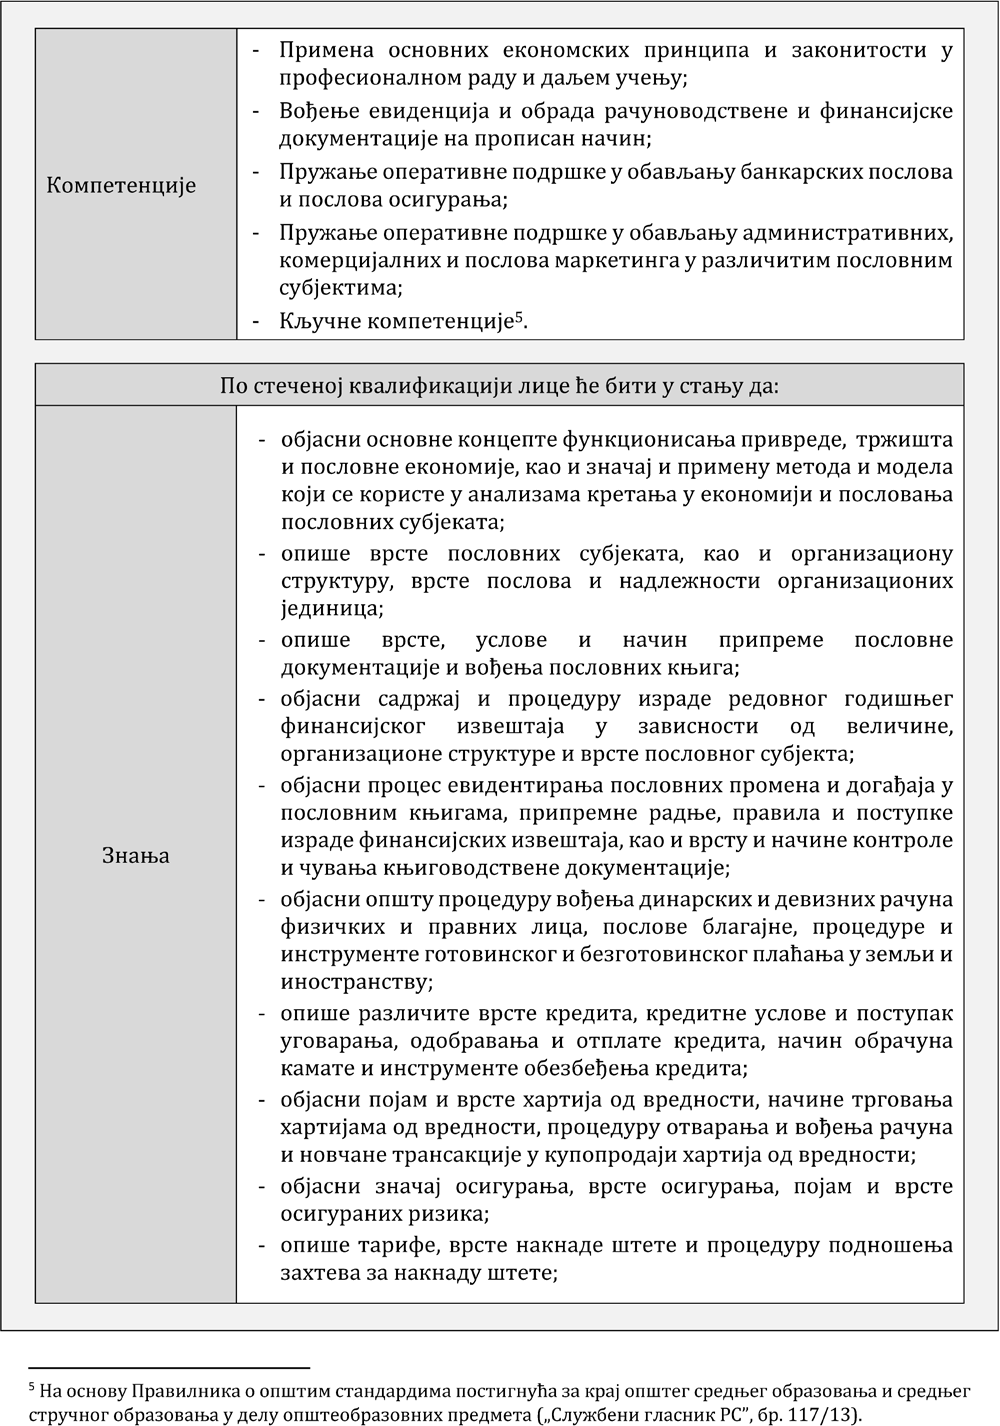 Компетенције
- Примена основних економских принципа и законитости у
професионалном раду и даљем учењу;
- Вођење евиденција и обрада рачуноводствене и финансијске
документације на прописан начин;
- Пружање оперативне подршке у обављању банкарских послова
и послова осигурања;
- Пружање оперативне подршке у обављању административних,
комерцијалних и послова маркетинга у различитим пословним
субјектима;
- Кључне компетенције⁵.
По стеченој квалификацији лице ће бити у стању да:
Знања
- објасни основне концепте функционисања привреде, тржишта
и пословне економије, као и значај и примену метода и модела
који се користе у анализама кретања у економији и пословања
пословних субјеката;
- опише врсте пословних субјеката, као и организациону
структуру, врсте послова и надлежности организационих
јединица;
- опише врсте, услове и начин припреме пословне
документације и вођења пословних књига;
- објасни садржај и процедуру израде редовног годишњег
финансијског извештаја у зависности од величине,
организационе структуре и врсте пословног субјекта;
- објасни процес евидентирања пословних промена и догађаја у
пословним књигама, припремне радње, правила и поступке
израде финансијских извештаја, као и врсту и начине контроле
и чувања књиговодствене документације;
- објасни општу процедуру вођења динарских и девизних рачуна
физичких и правних лица, послове благајне, процедуре и
инструменте готовинског и безготовинског плаћања у земљи и
иностранству;
- опише различите врсте кредита, кредитне услове и поступак
уговарања, одобравања и отплате кредита, начин обрачуна
камате и инструменте обезбеђења кредита;
- објасни појам и врсте хартија од вредности, начине трговања
хартијама од вредности, процедуру отварања и вођења рачуна
и новчане трансакције у купопродаји хартија од вредности;
- објасни значај осигурања, врсте осигурања, појам и врсте
осигураних ризика;
- опише тарифе, врсте накнаде штете и процедуру подношења
захтева за накнаду штете;
⁵ На основу Правилника о општим стандардима постигнућа за крај општег средњег образовања и средњег
стручног образовања у делу општеобразовних предмета („Службени гласник РС”, бр. 117/13).